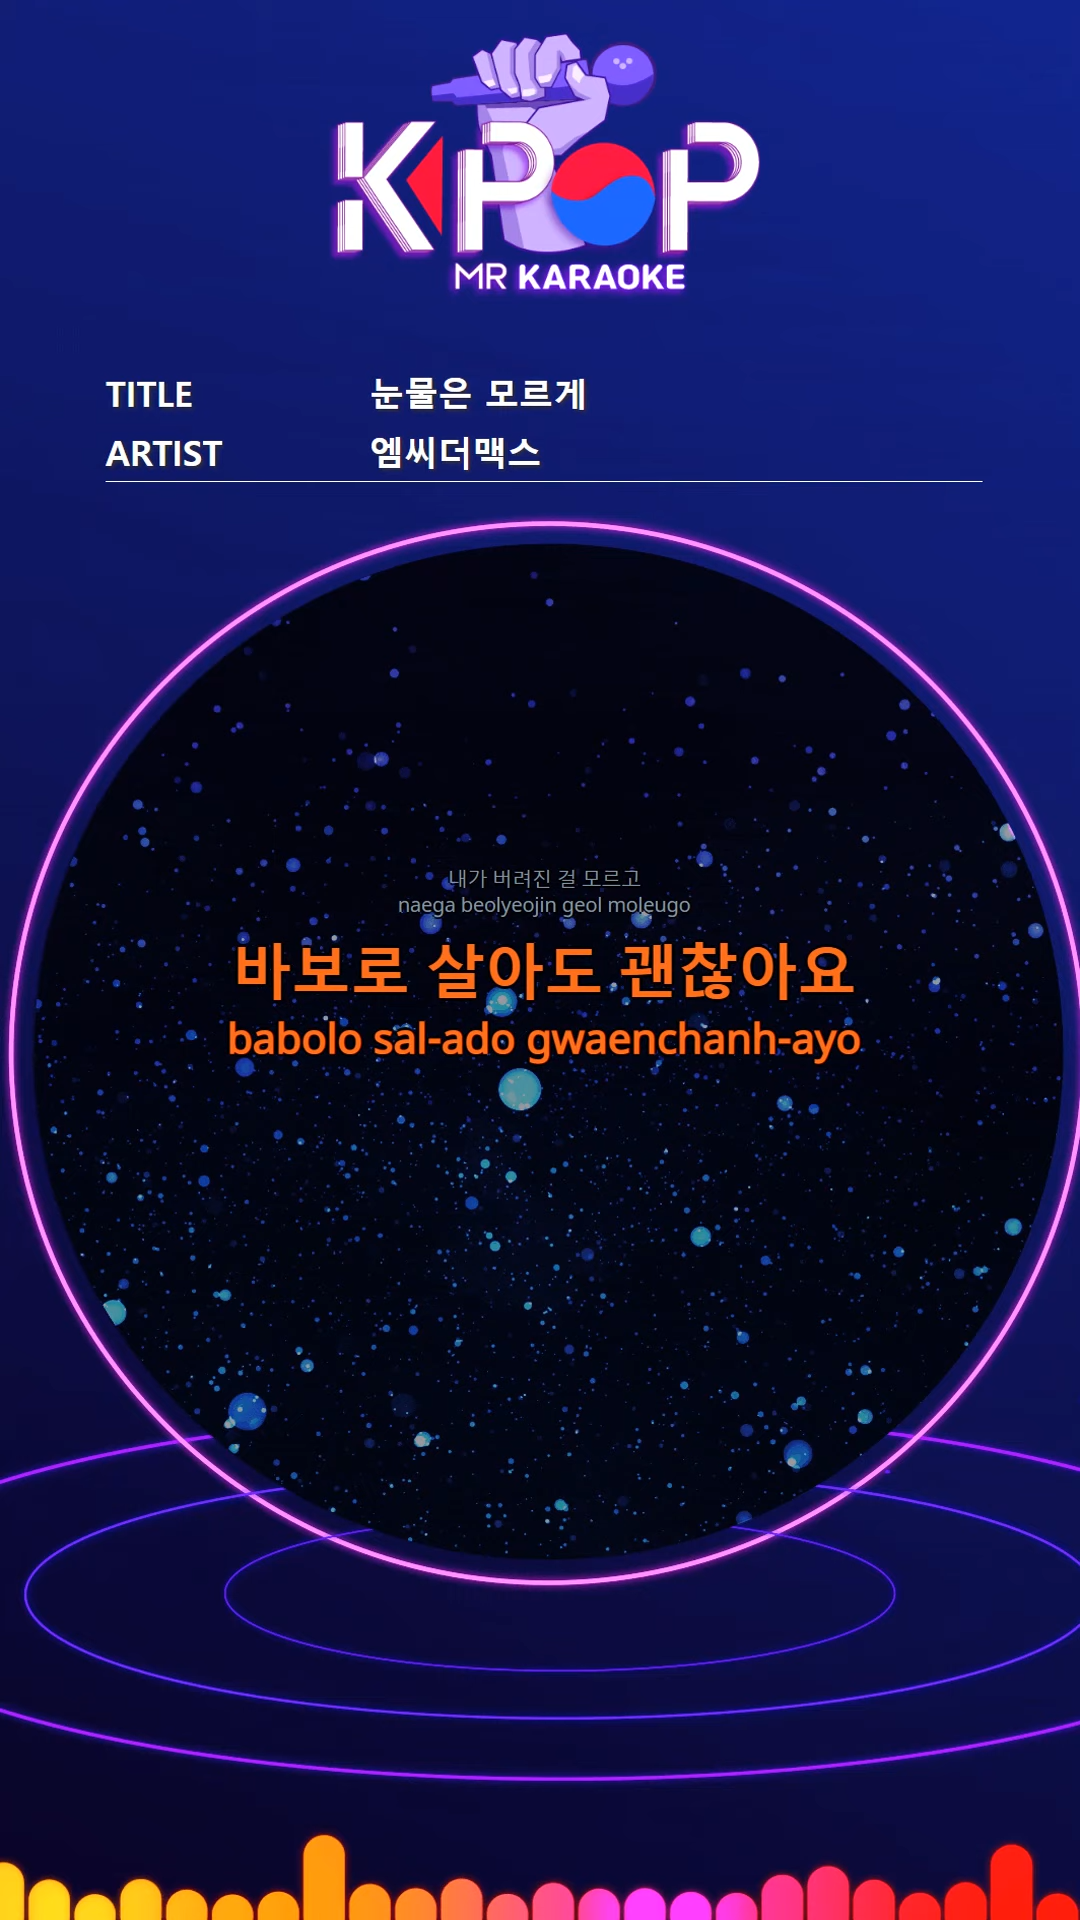 KPOP
MR KARAOKE
TITLE 눈물은 모르게
ARTIST 엠씨더맥스
내가 버려진 걸 모르고
naega beolyeojin geol moleugo
바보로 살아도 괜찮아요
babolo sal-ado gwaenchanh-ayo